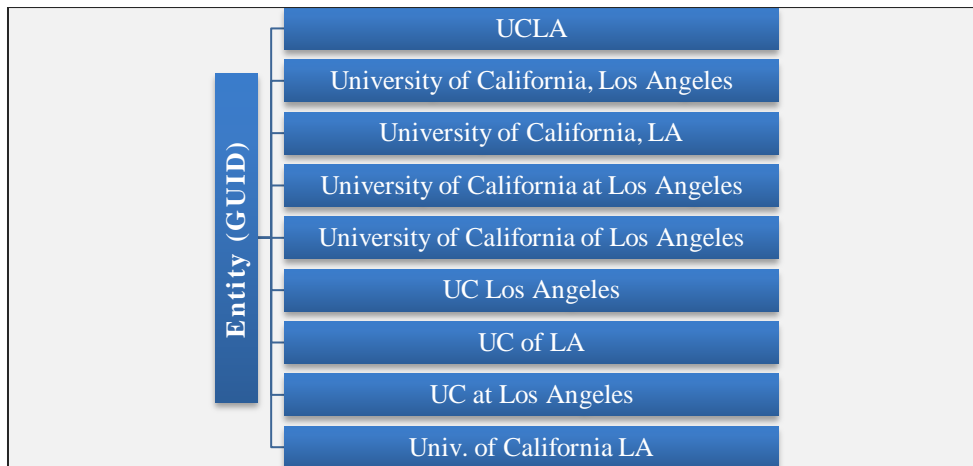 UCLA
University of California, Los Angeles
University of California, LA
University of California at Los Angeles
Entity (GUID)
University of California of Los Angeles
UC Los Angeles
UC of LA
UC at Los Angeles
Univ. of California LA